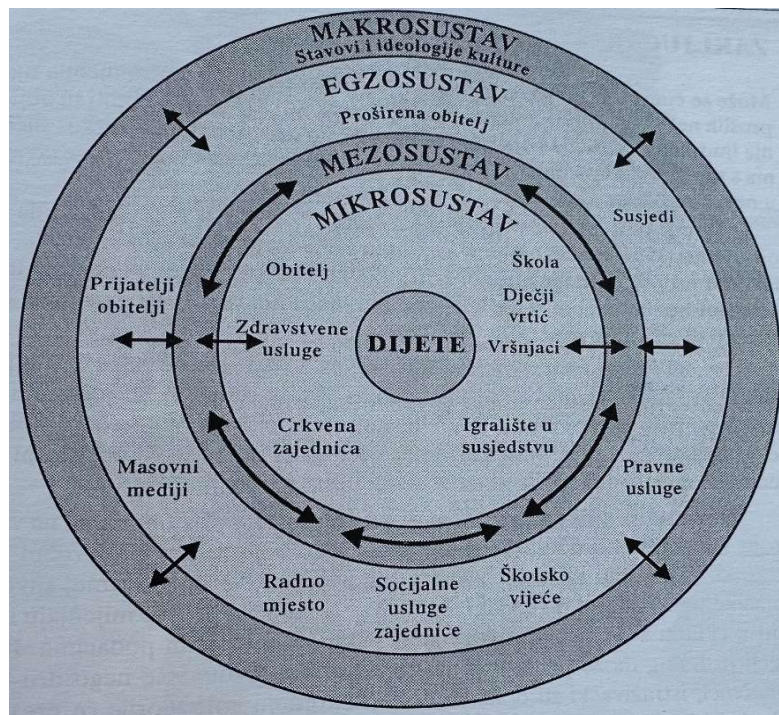 MAKROSUSTAV
Stavovi i ideologije kulture
EGZOSUSTAV
Proširena obitelj
MEZOSUSTAV
MIKROSUSTAV
Susjedi
Obitelj
Škola
Prijatelji
obitelji
Dječji
vrtić
Zdravstvene
usluge
DIJETE
Vršnjaci
Crkvena
zajednica
Igralište u
susjedstvu
Masovni
mediji
Pravne
usluge
Radno
mjesto
Socijalne
usluge
zajednice
Školsko
vijeće